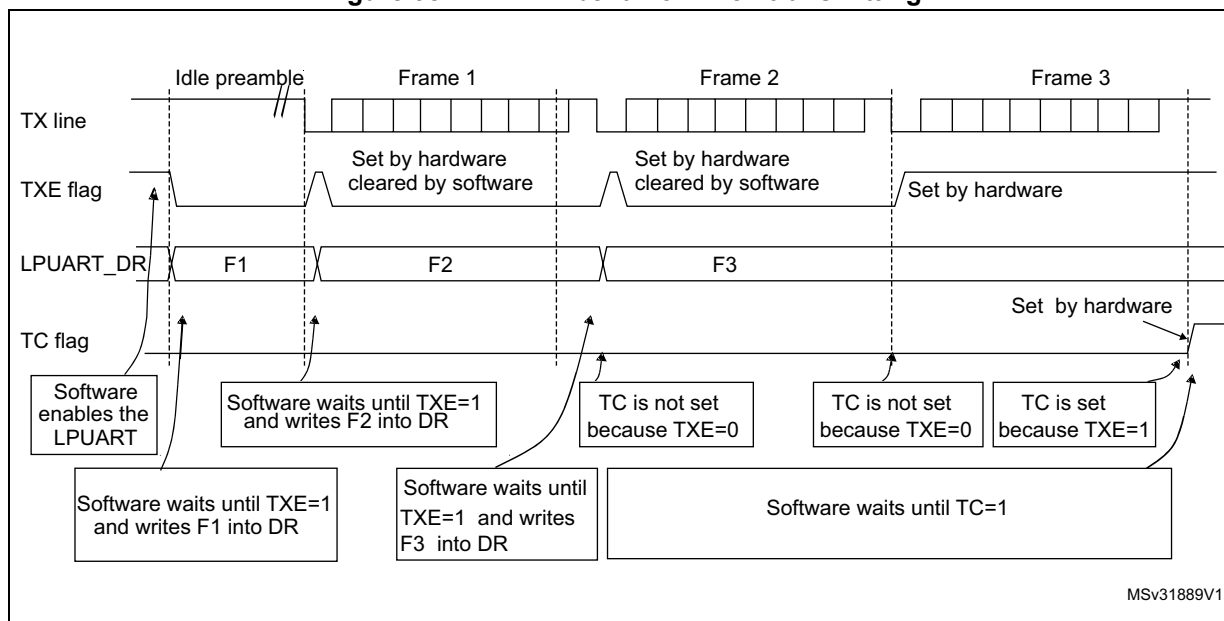 Idle preamble
Frame 1
Frame 2
Frame 3
TX line
TXE flag
Set by hardware
cleared by software
Set by hardware
cleared by software
Set by hardware
LPUART_DR
F1
F2
F3
TC flag
Set by hardware
Software
enables the
LPUART
Software waits until TXE=1
and writes F2 into DR
TC is not set
because TXE=0
TC is not set
because TXE=0
TC is set
because TXE=1
Software waits until TXE=1
and writes F1 into DR
Software waits until
TXE=1 and writes
F3 into DR
Software waits until TC=1
MSv31889V1